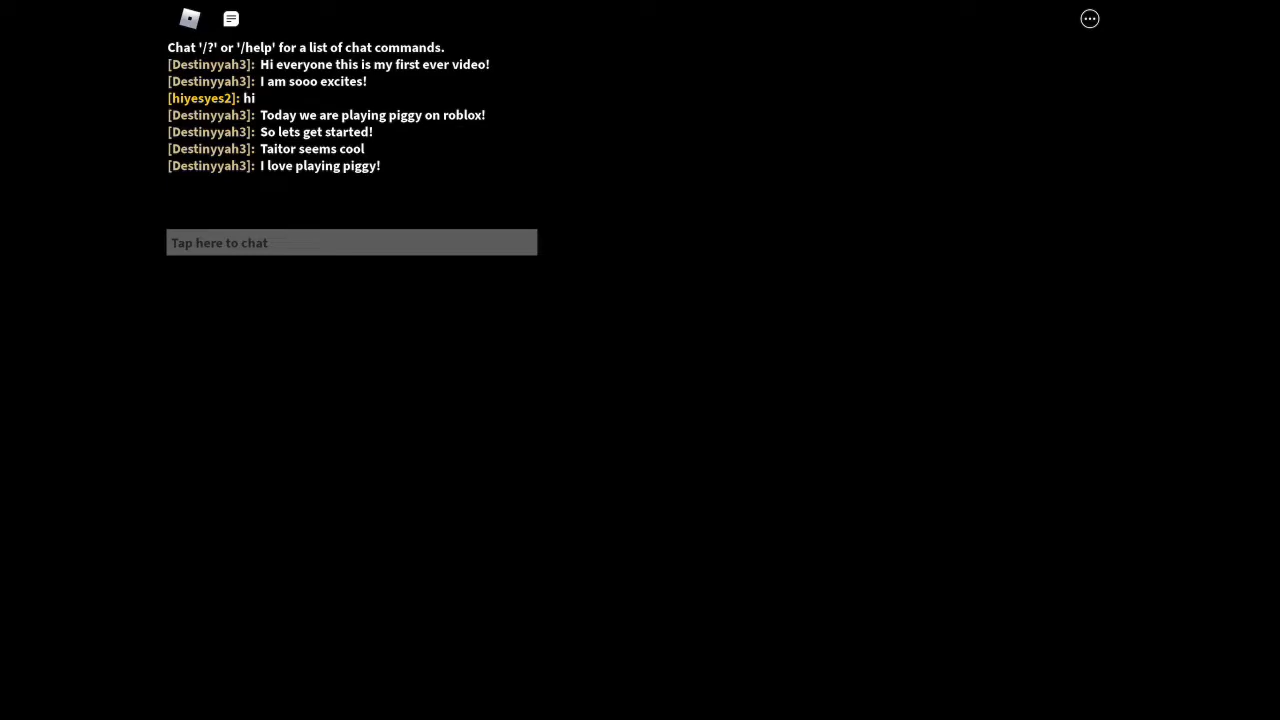 Chat '/?' or '/help' for a list of chat commands.
[Destinyyah3]: Hi everyone this is my first ever video!
[Destinyyah3]: I am sooo excites!
[hiyesyes2]: hi
[Destinyyah3]: Today we are playing piggy on roblox!
[Destinyyah3]: So lets get started!
[Destinyyah3]: Taitor seems cool
[Destinyyah3]: I love playing piggy!
Tap here to chat